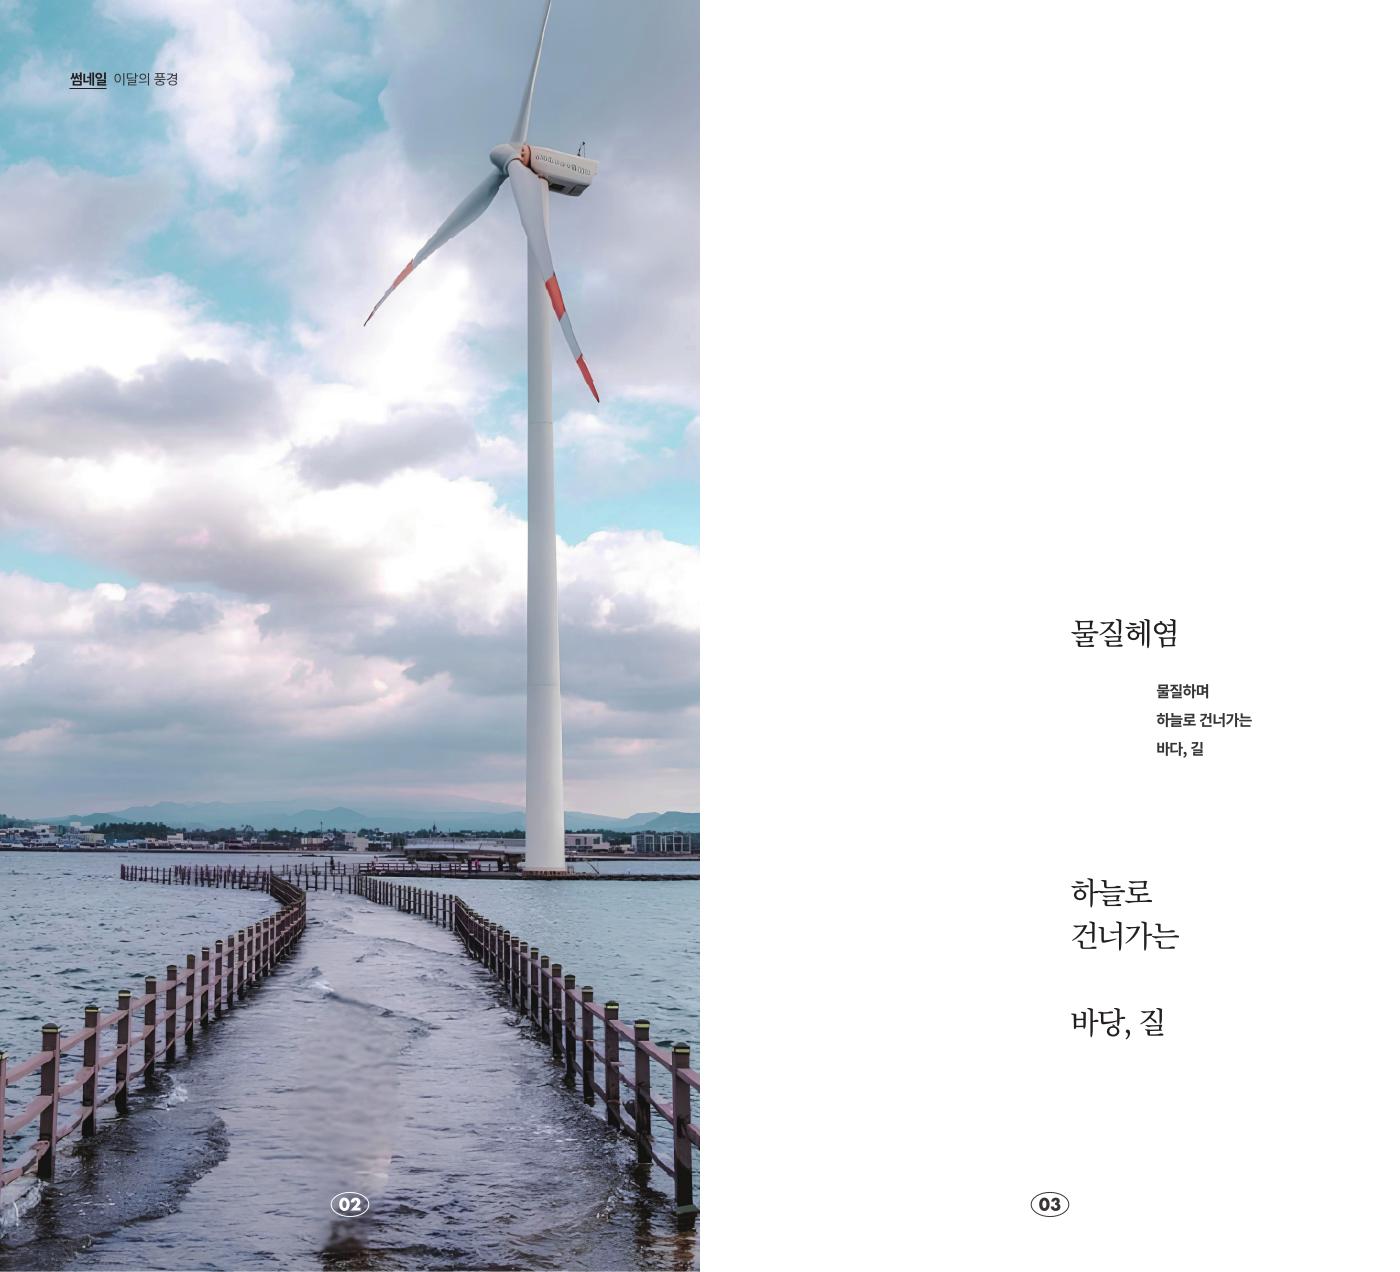 썸네일 이달의 풍경
02
물질헤염
물질하며
하늘로 건너가는
바다, 길
하늘로
건너가는
바당, 질
03